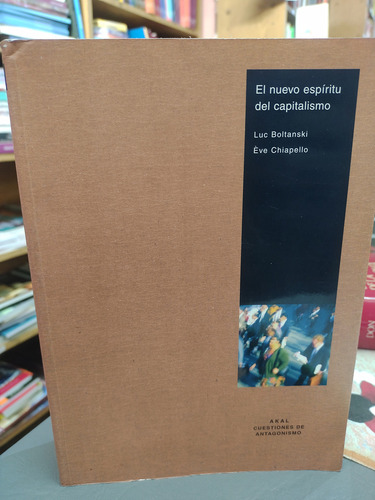 El nuevo espíritu
del capitalismo
Luc Boltanski
Ève Chiapello
AKAL
CUESTIONES DE
ANTAGONISMO